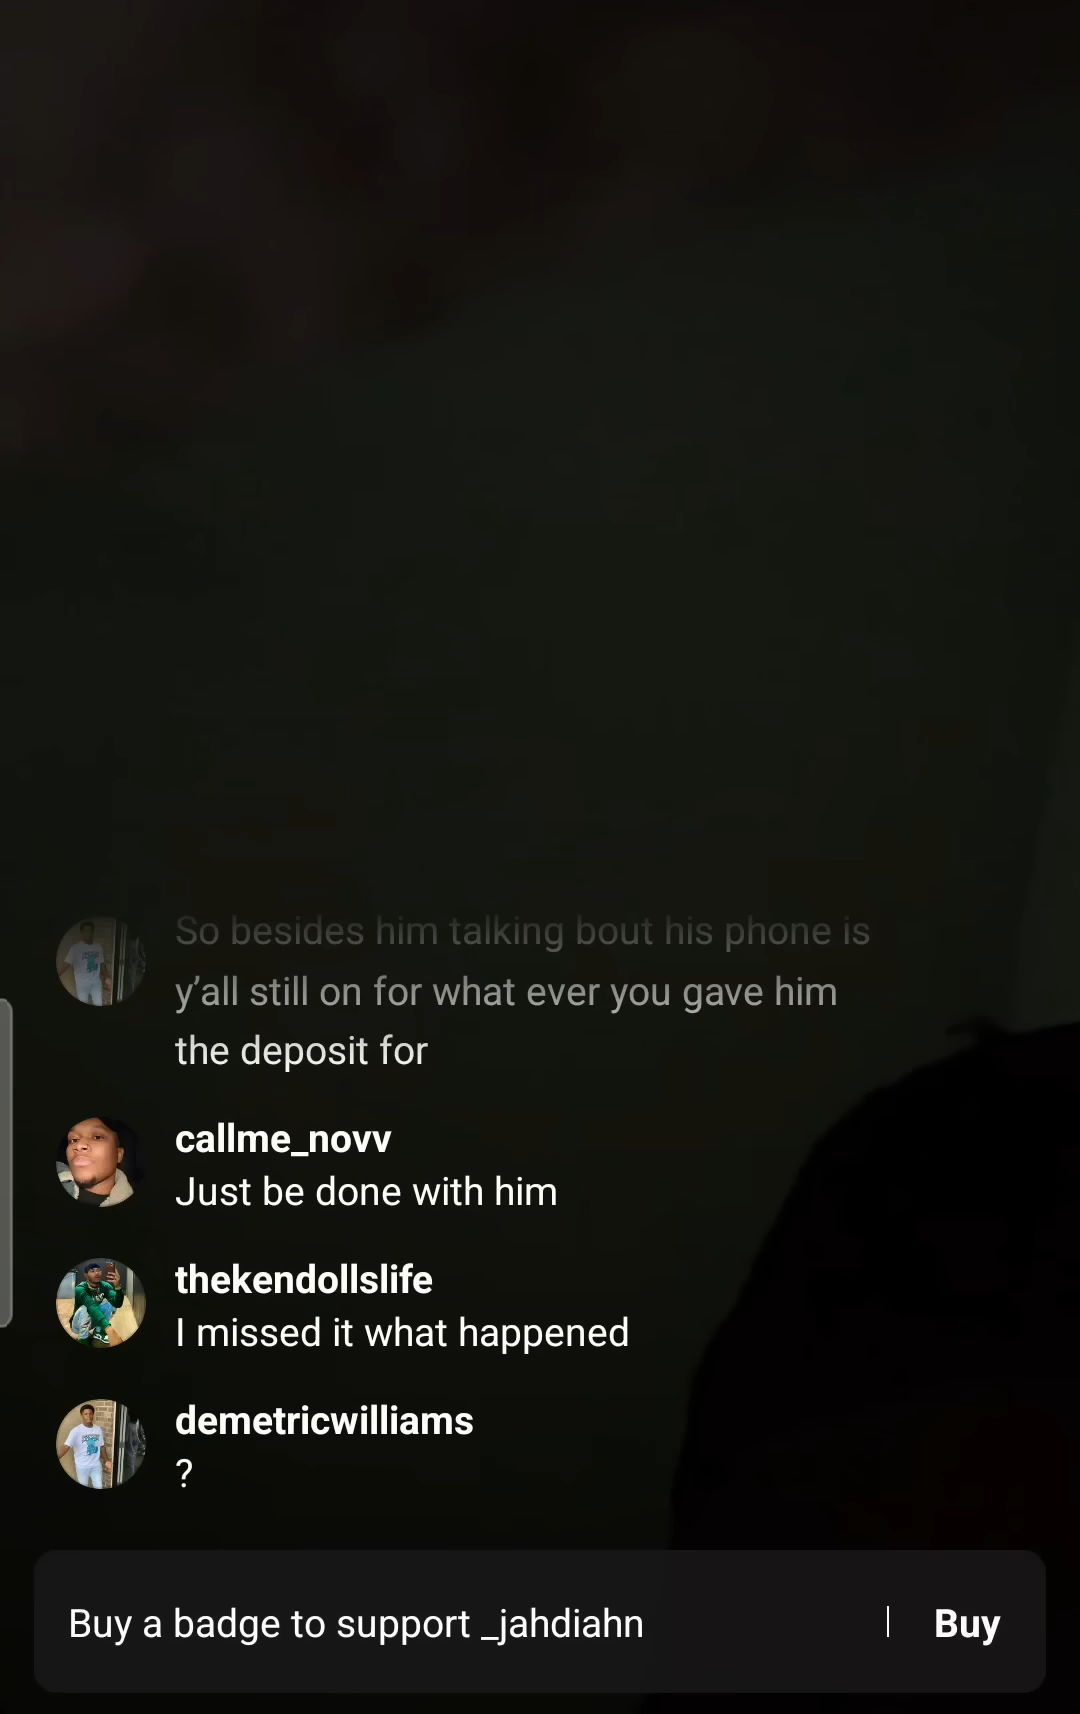 So besides him talking bout his phone is
y’all still on for what ever you gave him
the deposit for
callme_novv
Just be done with him
thekendollslife
I missed it what happened
demetricwilliams
?
Buy a badge to support _jahdiahn | Buy